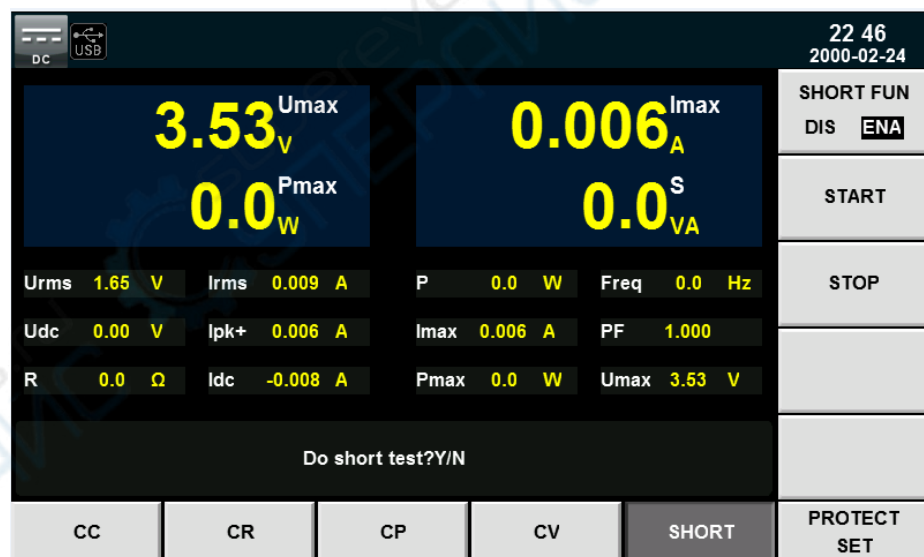 DC USB
22 46
2000-02-24
3.53 V Umax
0.006 A Imax
0.0 W Pmax
0.0 VA S
Urms 1.65 V Irms 0.009 A P 0.0 W Freq 0.0 Hz
Udc 0.00 V Ipk+ 0.006 A Imax 0.006 A PF 1.000
R 0.0 Ω Idc -0.008 A Pmax 0.0 W Umax 3.53 V
Do short test?Y/N
SHORT FUN
DIS ENA
START
STOP
CC CR CP CV SHORT
PROTECT
SET